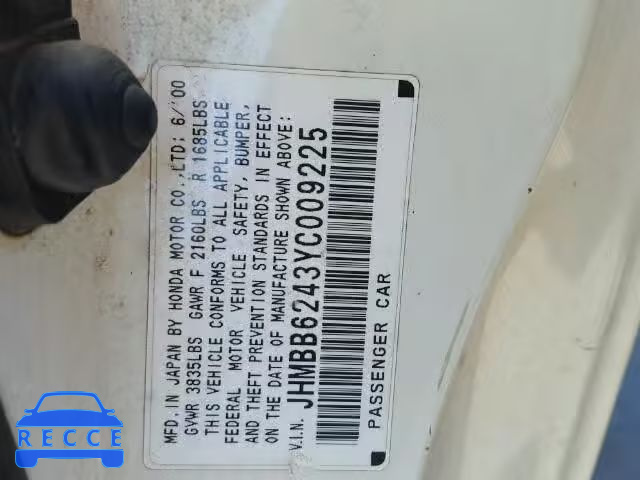 MFD. IN JAPAN BY HONDA MOTOR CO.,LTD; 6/'00
GVWR 3835LBS GAWR F 2160LBS R 1685LBS
THIS VEHICLE CONFORMS TO ALL APPLICABLE
FEDERAL MOTOR VEHICLE SAFETY, BUMPER,
AND THEFT PREVENTION STANDARDS IN EFFECT
ON THE DATE OF MANUFACTURE SHOWN ABOVE:
V.I.N. JHMBB6243YC009225
PASSENGER CAR
RECCE